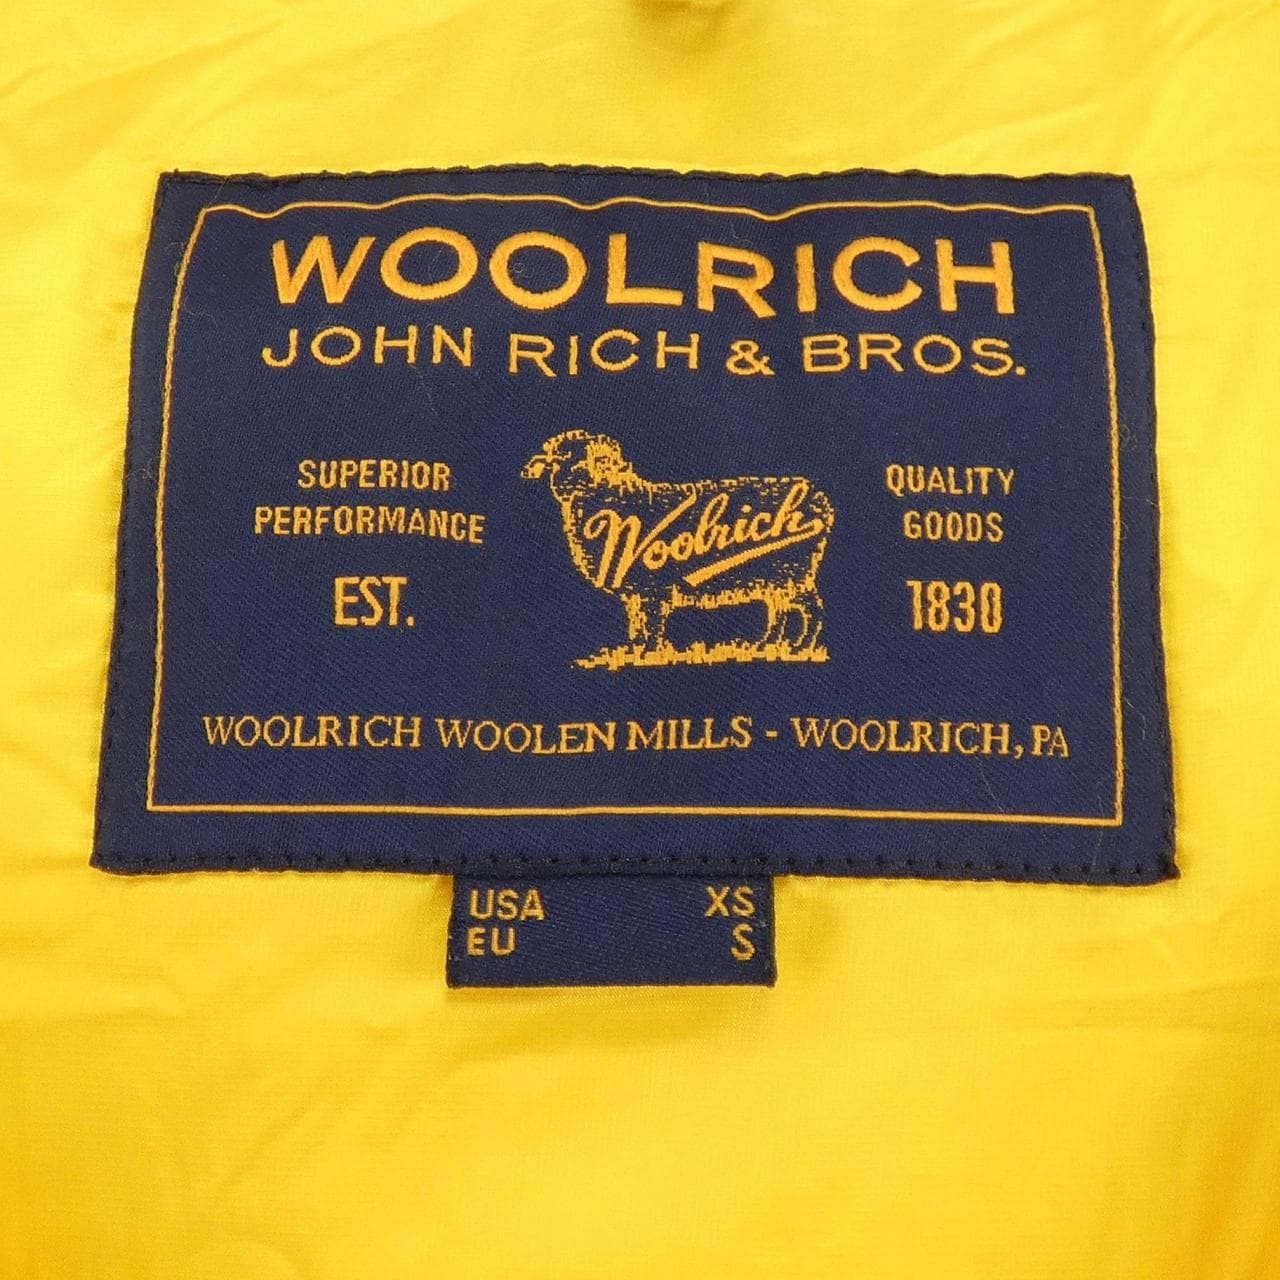 WOOLRICH
JOHN RICH & BROS.
SUPERIOR
PERFORMANCE
EST.
Woolrich
QUALITY
GOODS
1830
WOOLRICH WOOLEN MILLS - WOOLRICH, PA
USA XS
EU S